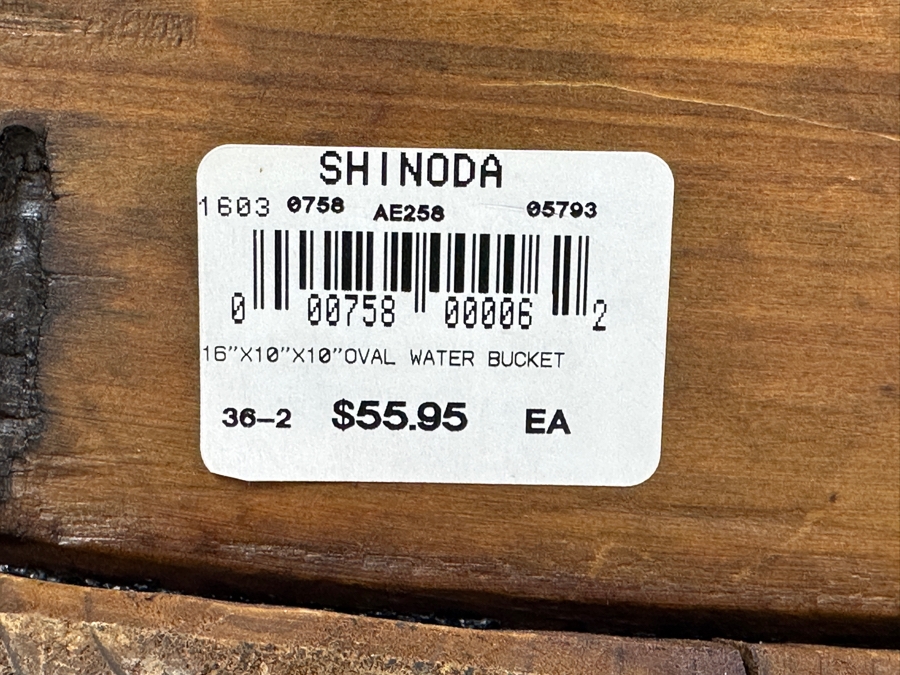 SHINODA
1603 0758 AE258 05793
0 00758 00006 2
16"X10"X10"OVAL WATER BUCKET
36-2 $55.95 EA